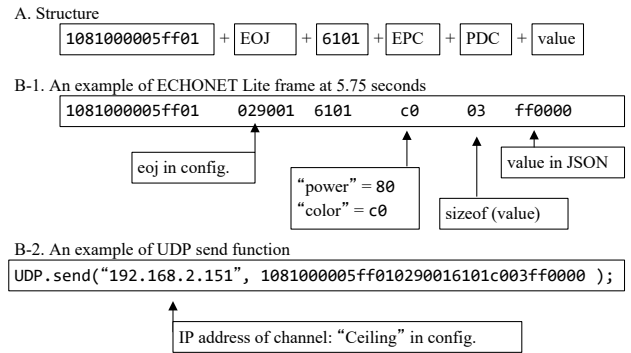 A. Structure
1081000005ff01 + EOJ + 6101 + EPC + PDC + value
B-1. An example of ECHONET Lite frame at 5.75 seconds
1081000005ff01 029001 6101 c0 03 ff0000
eoj in config.
“power” = 80
“color” = c0
sizeof (value)
value in JSON
B-2. An example of UDP send function
UDP.send(“192.168.2.151”, 1081000005ff010290016101c003ff0000 );
IP address of channel: “Ceiling” in config.